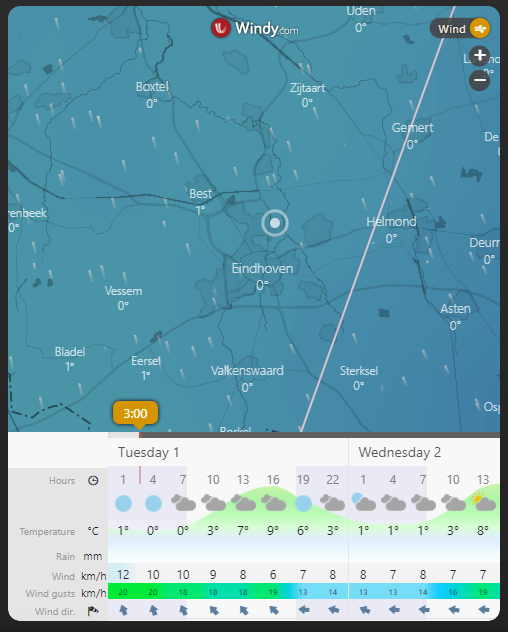 Uden
0°
Windy.com
Wind
+
−
0°
Boxtel
0°
Zijtaart
0°
Gemert
0°
De
0°
Best
1°
renbeek
0°
Helmond
0°
Deurn
0°
Eindhoven
0°
Vessem
0°
Asten
0°
Bladel
1°
Eersel
1°
Valkenswaard
0°
Sterksel
0°
3:00
Tuesday 1 Wednesday 2
Hours 1 4 7 10 13 16 19 22 1 4 7 10 13
Temperature °C 1° 0° 0° 3° 7° 9° 6° 3° 1° 1° 1° 3° 8°
Rain mm
Wind km/h 12 10 10 9 8 6 7 8 8 7 8 7 7
Wind gusts km/h 20 20 18 18 18 19 13 14 13 14 14 16 19
Wind dir.